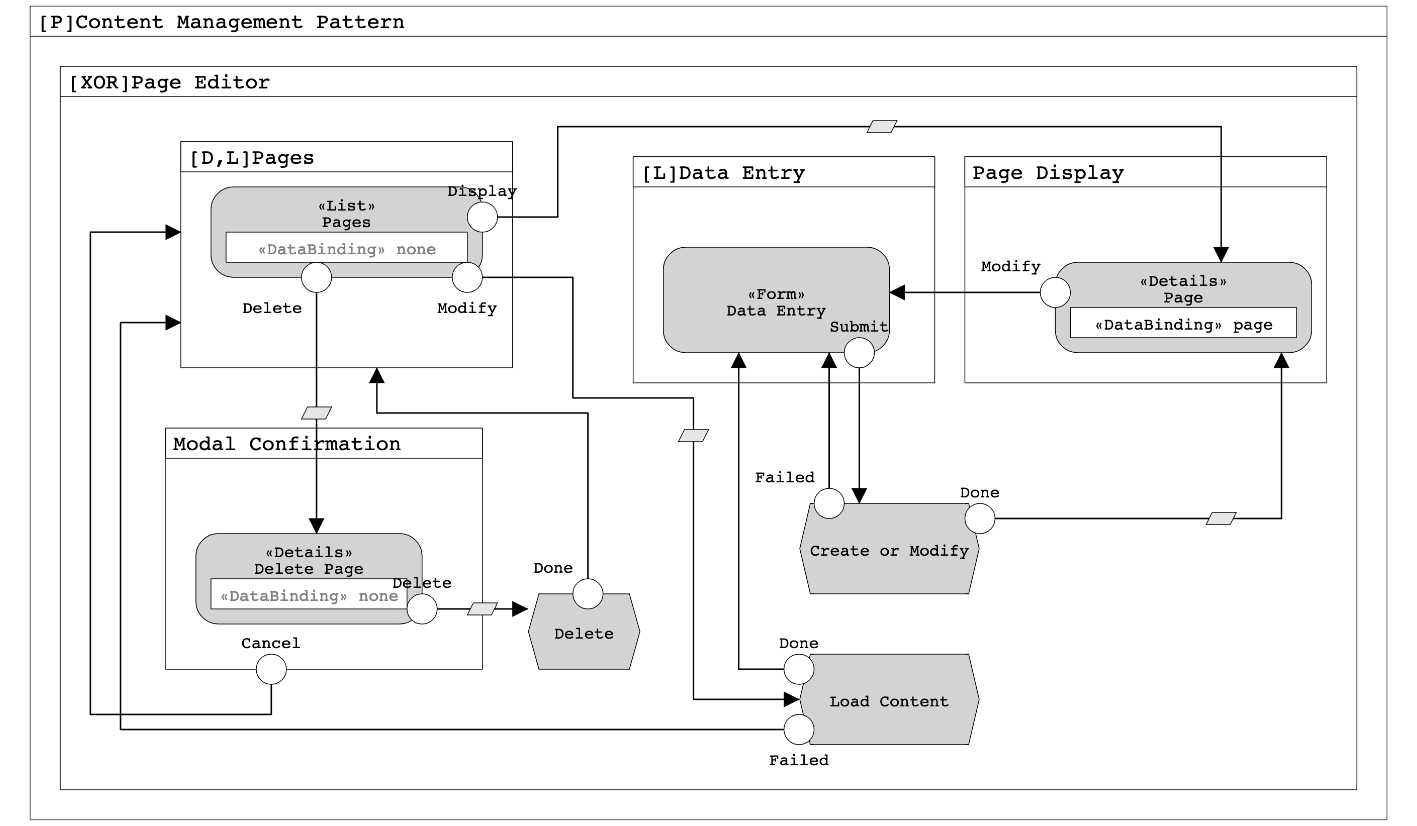 [P]Content Management Pattern
[XOR]Page Editor
[D,L]Pages
Display
«List»
Pages
«DataBinding» none
Delete
Modify
[L]Data Entry
«Form»
Data Entry
Submit
Page Display
Modify
«Details»
Page
«DataBinding» page
Modal Confirmation
«Details»
Delete Page
Delete
«DataBinding» none
Cancel
Done
Delete
Failed
Done
Create or Modify
Done
Load Content
Failed